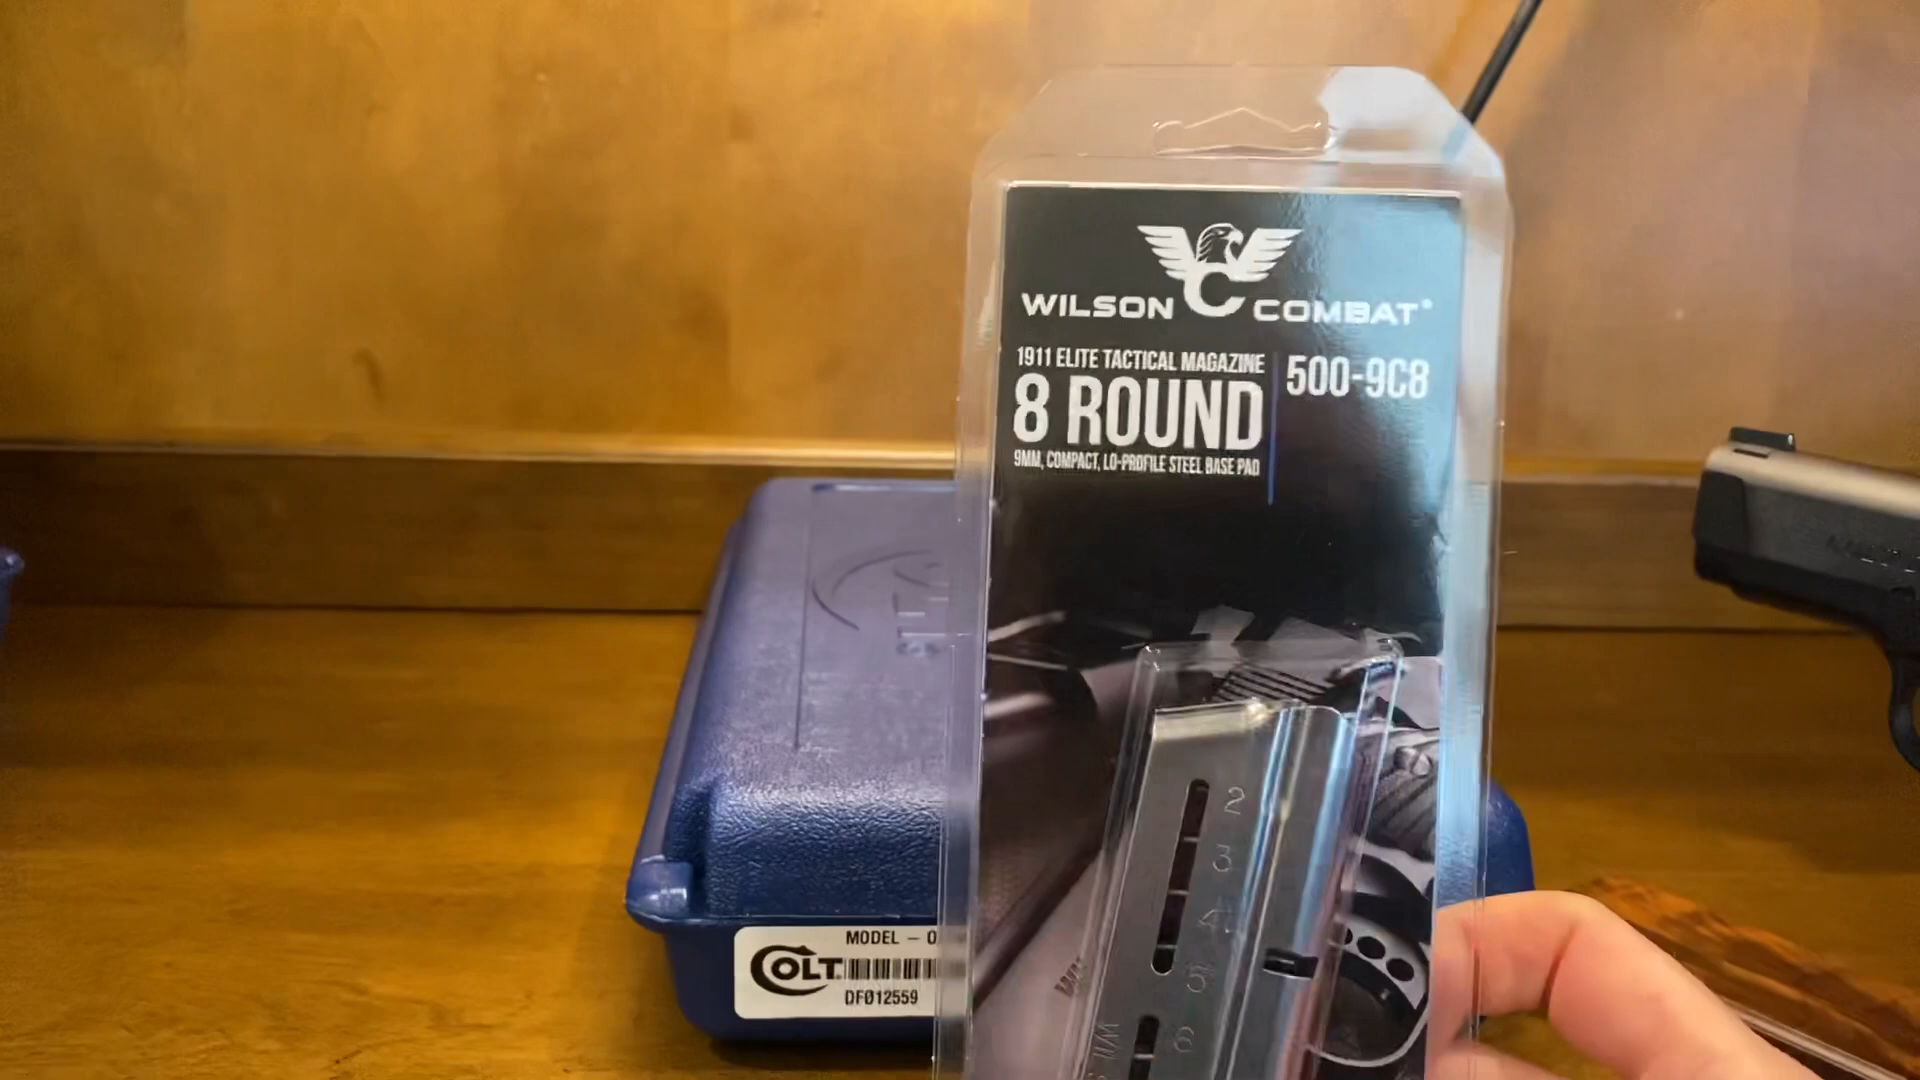 WILSON COMBAT®
1911 ELITE TACTICAL MAGAZINE
8 ROUND
9MM, COMPACT, LO-PROFILE STEEL BASE PAD
500-9C8
2
3
4
5
6
MODEL – O
COLT
DFØ12559